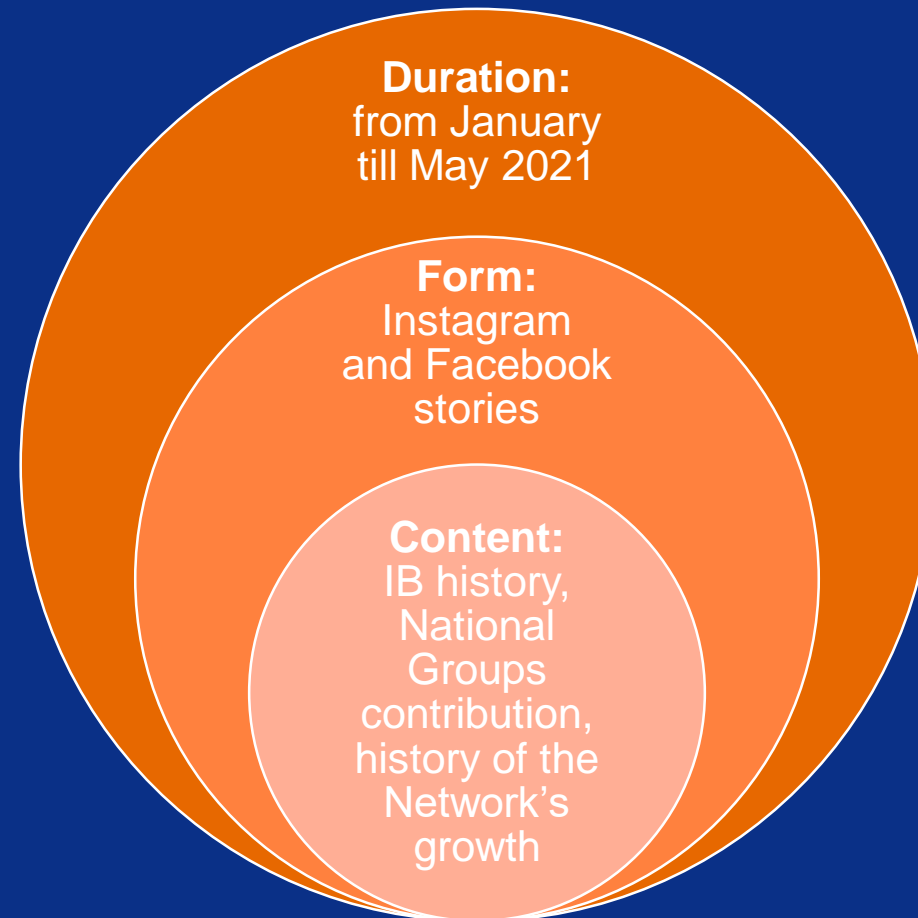 Duration:
from January
till May 2021
Form:
Instagram
and Facebook
stories
Content:
IB history,
National
Groups
contribution,
history of the
Network’s
growth